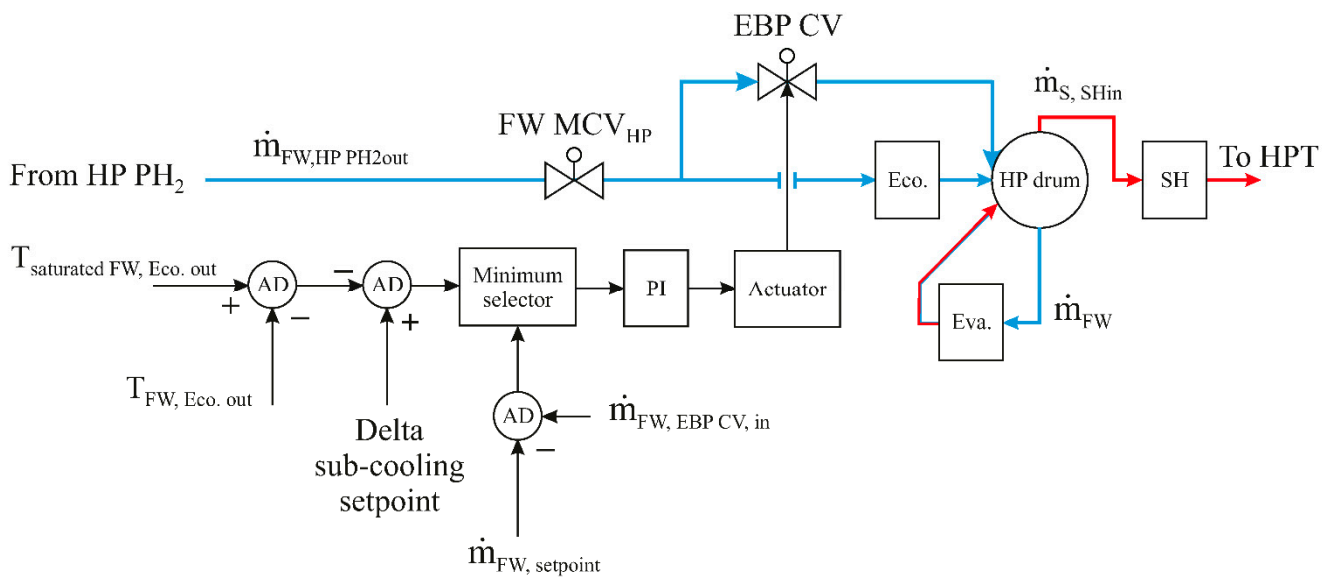 EBP CV
ṁS, SHin
FW MCVHP
ṁFW,HP PH2out
From HP PH2
Eco.
HP drum
SH
To HPT
Tsaturated FW, Eco. out
AD
AD
Minimum
selector
PI
Actuator
Eva.
ṁFW
+
−
−
+
TFW, Eco. out
Delta
sub-cooling
setpoint
AD
ṁFW, EBP CV, in
−
ṁFW, setpoint